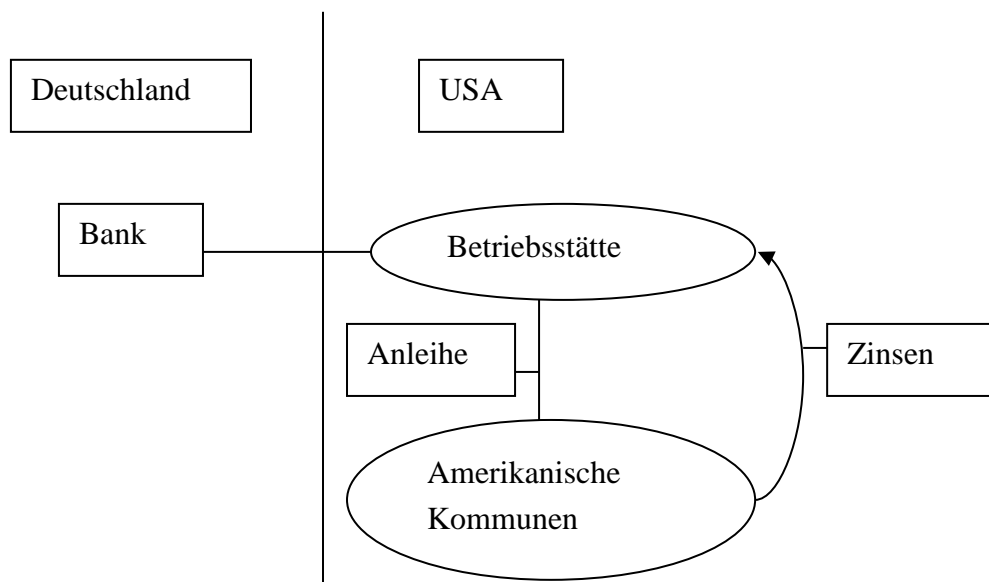 Deutschland
USA
Bank
Betriebsstätte
Anleihe
Zinsen
Amerikanische
Kommunen